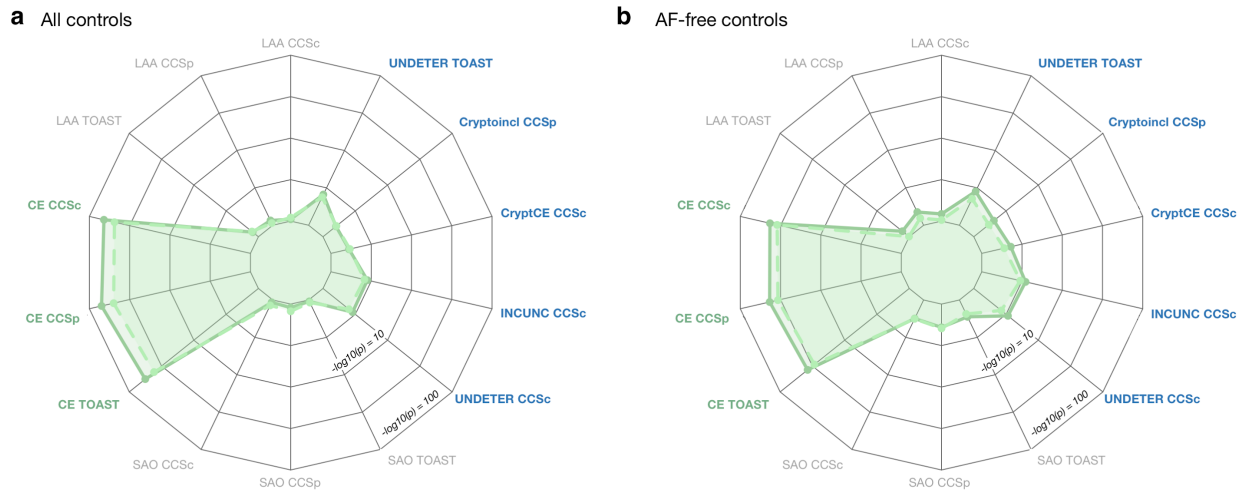 a All controls
LAA CCSc
UNDETER TOAST
LAA CCSp
Cryptoincl CCSp
LAA TOAST
CE CCSc
CryptCE CCSc
CE CCSp
INCUNC CCSc
-log10(p) = 10
CE TOAST
UNDETER CCSc
-log10(p) = 100
SAO CCSc
SAO TOAST
SAO CCSp
b AF-free controls
LAA CCSc
UNDETER TOAST
LAA CCSp
Cryptoincl CCSp
LAA TOAST
CE CCSc
CryptCE CCSc
CE CCSp
INCUNC CCSc
-log10(p) = 10
CE TOAST
UNDETER CCSc
-log10(p) = 100
SAO CCSc
SAO TOAST
SAO CCSp